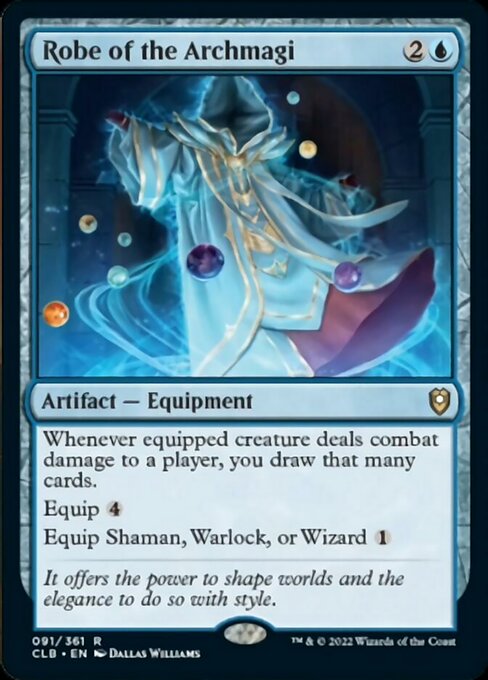 Robe of the Archmagi 2
Artifact — Equipment
Whenever equipped creature deals combat
damage to a player, you draw that many
cards.
Equip 4
Equip Shaman, Warlock, or Wizard 1
It offers the power to shape worlds and the
elegance to do so with style.
091/361 R
™ & © 2022 Wizards of the Coast
CLB • EN Dallas Williams